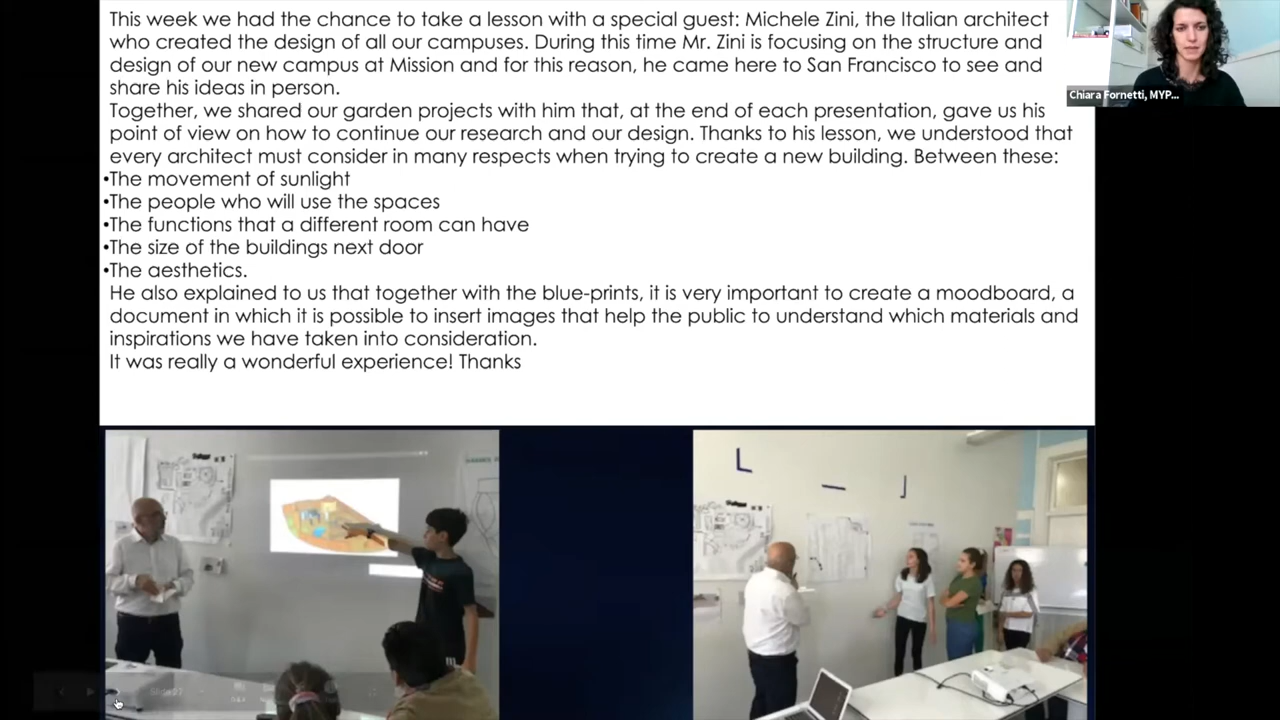 This week we had the chance to take a lesson with a special guest: Michele Zini, the Italian architect
who created the design of all our campuses. During this time Mr. Zini is focusing on the structure and
design of our new campus at Mission and for this reason, he came here to San Francisco to see and
share his ideas in person.
Together, we shared our garden projects with him that, at the end of each presentation, gave us his
point of view on how to continue our research and our design. Thanks to his lesson, we understood that
every architect must consider in many respects when trying to create a new building. Between these:
•The movement of sunlight
•The people who will use the spaces
•The functions that a different room can have
•The size of the buildings next door
•The aesthetics.
He also explained to us that together with the blue-prints, it is very important to create a moodboard, a
document in which it is possible to insert images that help the public to understand which materials and
inspirations we have taken into consideration.
It was really a wonderful experience! Thanks
Chiara Fornetti, MYP...